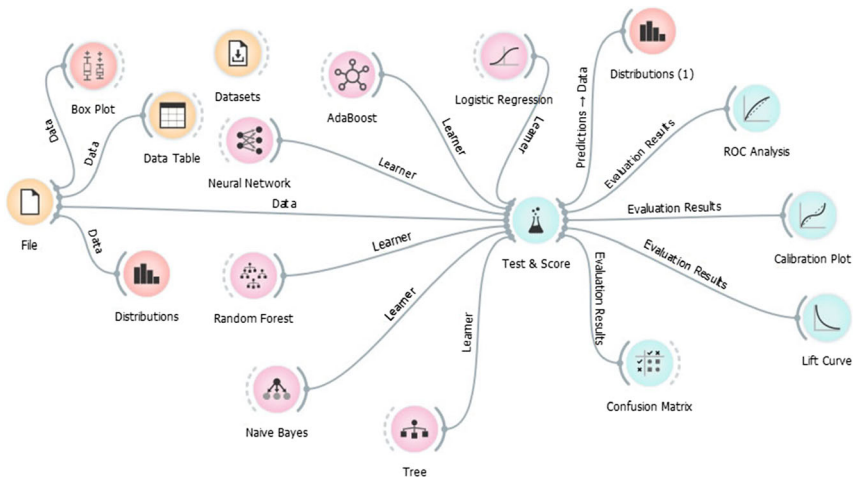 Distributions (1)
Predictions → Data
Box Plot
Datasets
AdaBoost
Logistic Regression
Data
Data
Data Table
Learner
Learner
Evaluation Results
ROC Analysis
Neural Network
Learner
File
Data
Evaluation Results
Data
Learner
Test & Score
Evaluation Results
Calibration Plot
Distributions
Random Forest
Learner
Learner
Evaluation Results
Lift Curve
Naive Bayes
Confusion Matrix
Tree